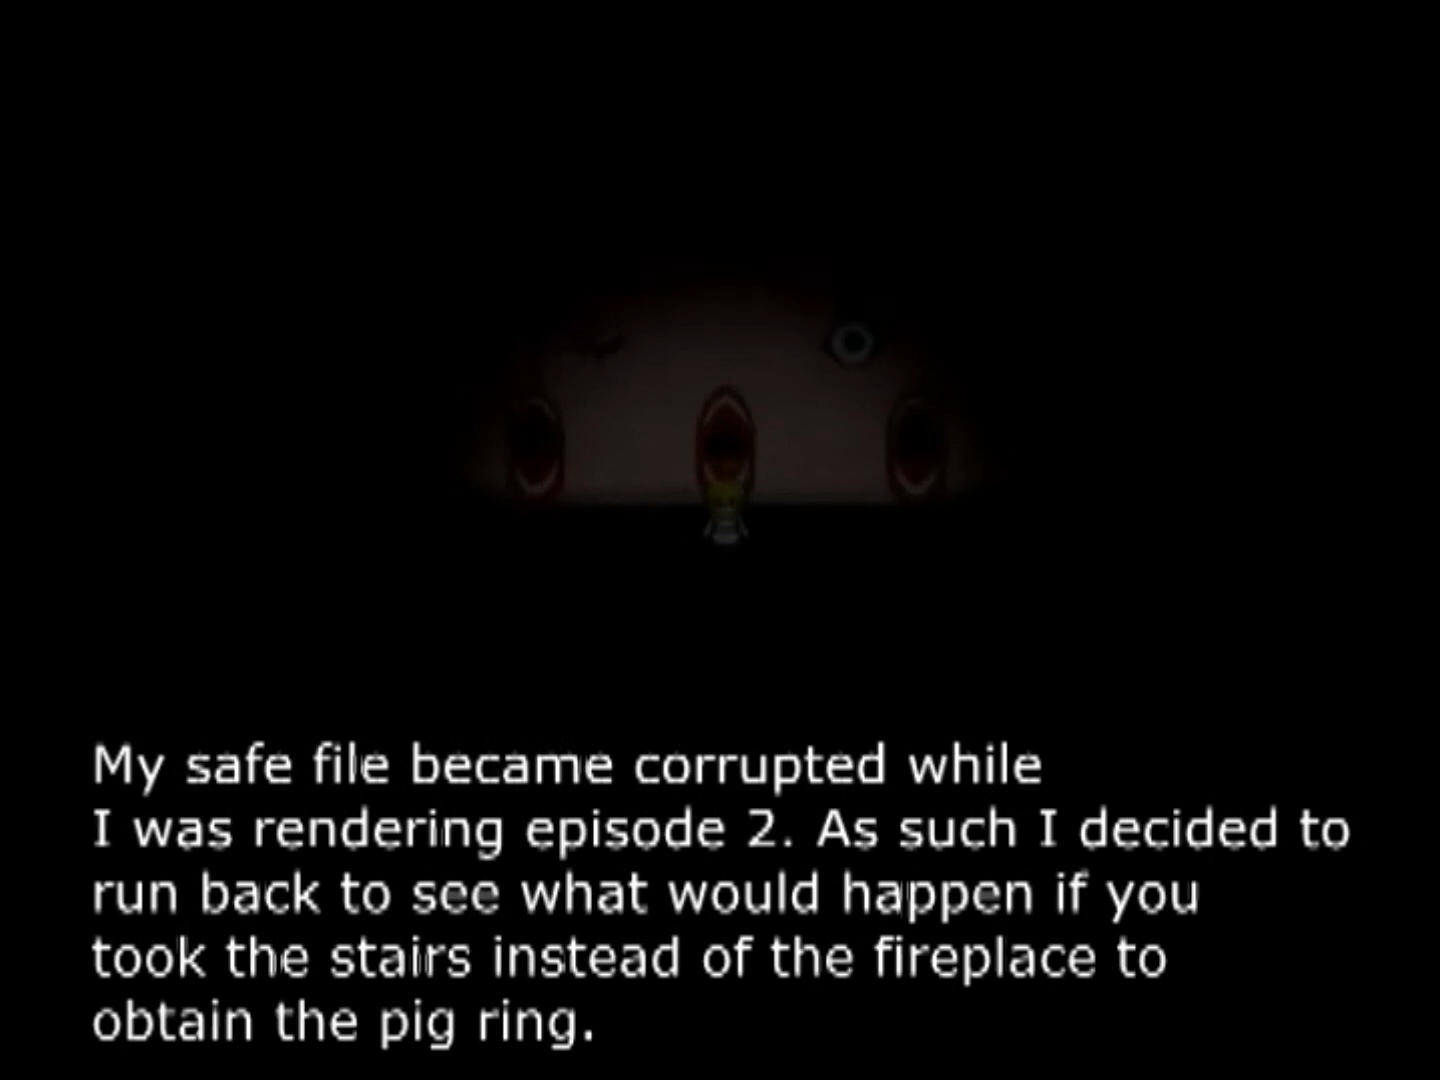 My safe file became corrupted while
I was rendering episode 2. As such I decided to
run back to see what would happen if you
took the stairs instead of the fireplace to
obtain the pig ring.